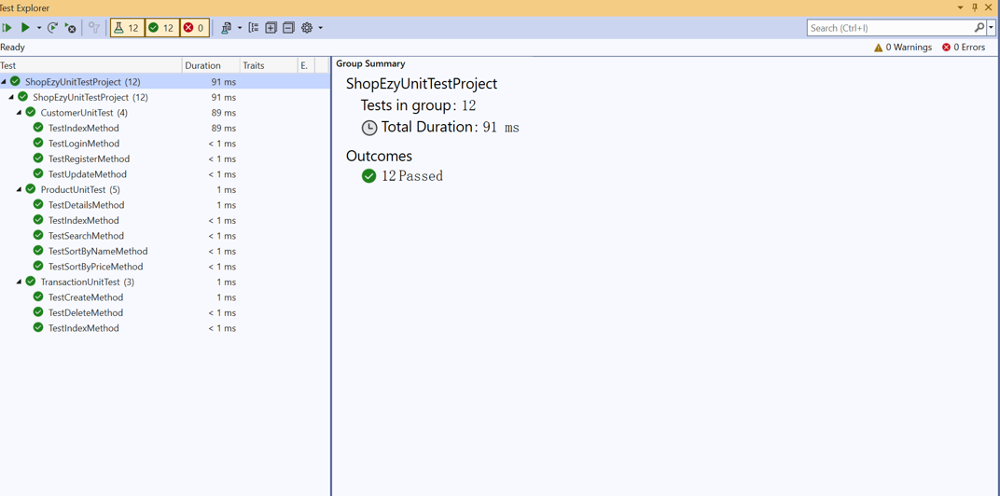 Test Explorer
12 12 0
Search (Ctrl+I)
Ready
0 Warnings 0 Errors
Test Duration Traits E.
ShopEzyUnitTestProject (12) 91 ms
ShopEzyUnitTestProject (12) 91 ms
CustomerUnitTest (4) 89 ms
TestIndexMethod 89 ms
TestLoginMethod < 1 ms
TestRegisterMethod < 1 ms
TestUpdateMethod < 1 ms
ProductUnitTest (5) 1 ms
TestDetailsMethod 1 ms
TestIndexMethod < 1 ms
TestSearchMethod < 1 ms
TestSortByNameMethod < 1 ms
TestSortByPriceMethod < 1 ms
TransactionUnitTest (3) 1 ms
TestCreateMethod 1 ms
TestDeleteMethod < 1 ms
TestIndexMethod < 1 ms
Group Summary
ShopEzyUnitTestProject
Tests in group: 12
Total Duration: 91 ms
Outcomes
12 Passed